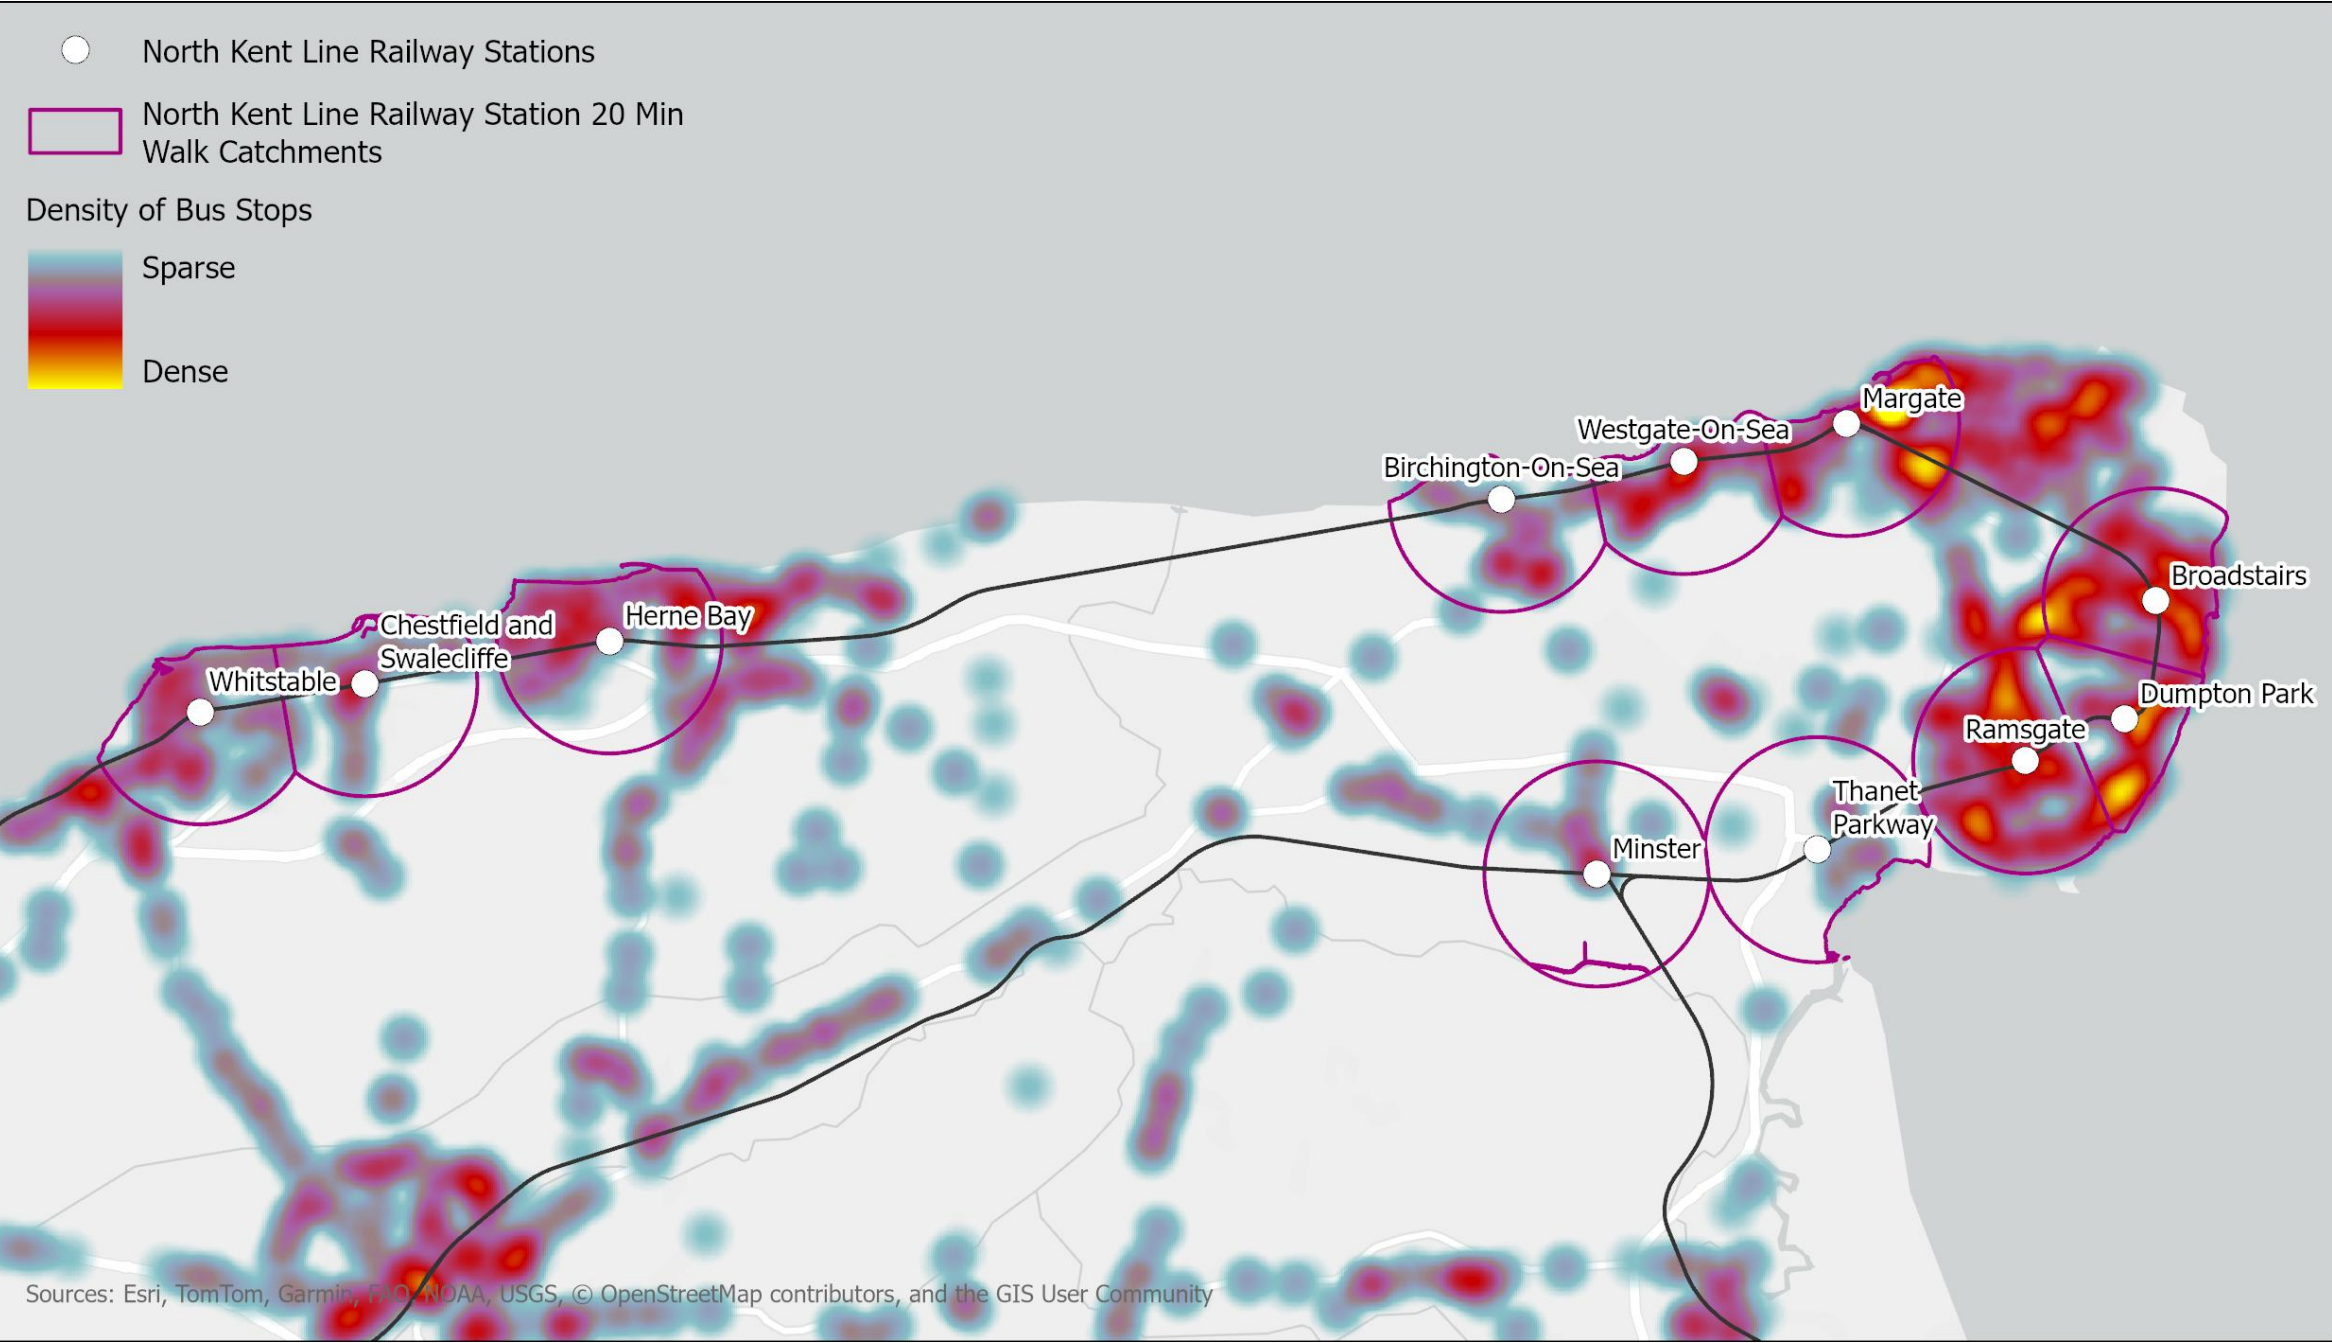 North Kent Line Railway Stations
North Kent Line Railway Station 20 Min
Walk Catchments
Density of Bus Stops
Sparse
Dense
Margate
Westgate-On-Sea
Birchington-On-Sea
Broadstairs
Herne Bay
Chestfield and
Swalecliffe
Whitstable
Dumpton Park
Ramsgate
Thanet
Parkway
Minster
Sources: Esri, TomTom, Garmin, FAO, NOAA, USGS, © OpenStreetMap contributors, and the GIS User Community